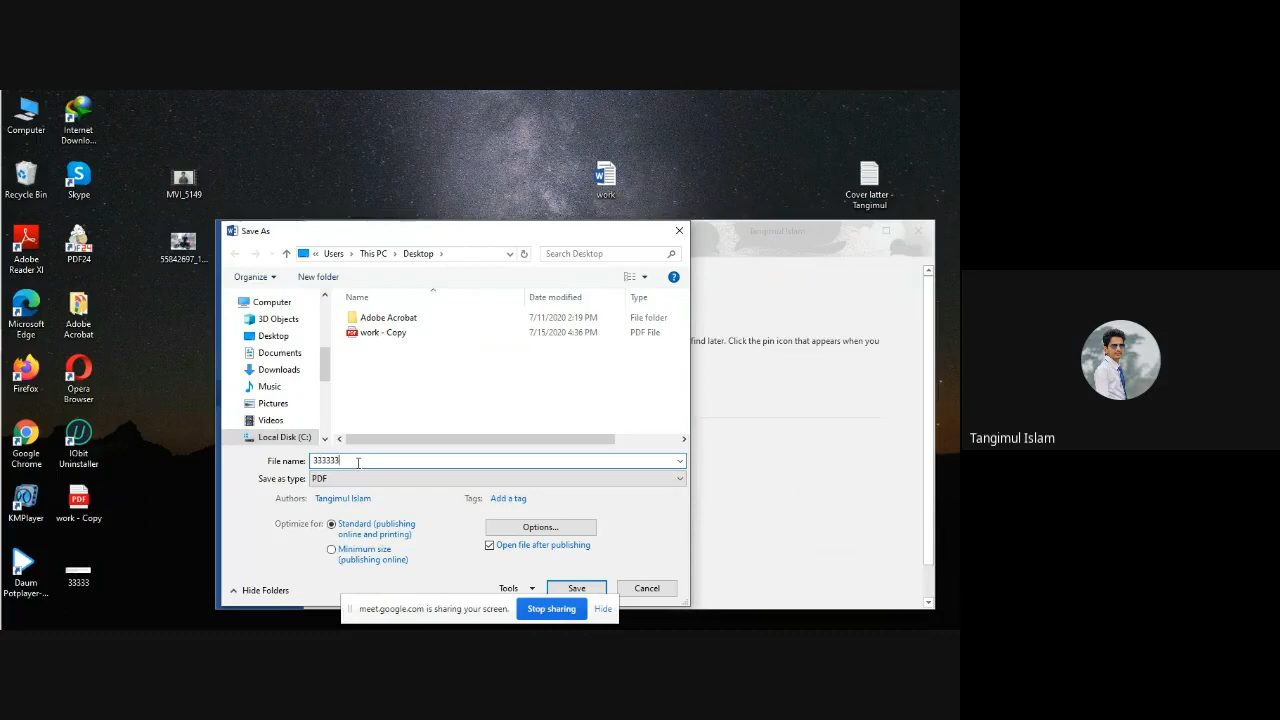 Computer
Internet
Downlo...
Recycle Bin
Skype
MVI_5149
work
Cover latter -
Tangimul
Adobe
Reader XI
PDF24
55842697_1...
Microsoft
Edge
Adobe
Acrobat
Firefox
Opera
Browser
Google
Chrome
IObit
Uninstaller
KMPlayer
work - Copy
Daum
Potplayer-...
33333
Save As
Tangimul Islam
« Users > This PC > Desktop >
Search Desktop
Organize
New folder
Computer
3D Objects
Desktop
Documents
Downloads
Music
Pictures
Videos
Local Disk (C:)
Name Date modified Type
Adobe Acrobat 7/11/2020 2:19 PM File folder
work - Copy 7/15/2020 4:36 PM PDF File
find later. Click the pin icon that appears when you
File name: 333333
Save as type: PDF
Authors: Tangimul Islam Tags: Add a tag
Optimize for: Standard (publishing
online and printing)
Minimum size
(publishing online)
Options...
Open file after publishing
Hide Folders
Tools
Save
Cancel
meet.google.com is sharing your screen.
Stop sharing
Hide
Tangimul Islam